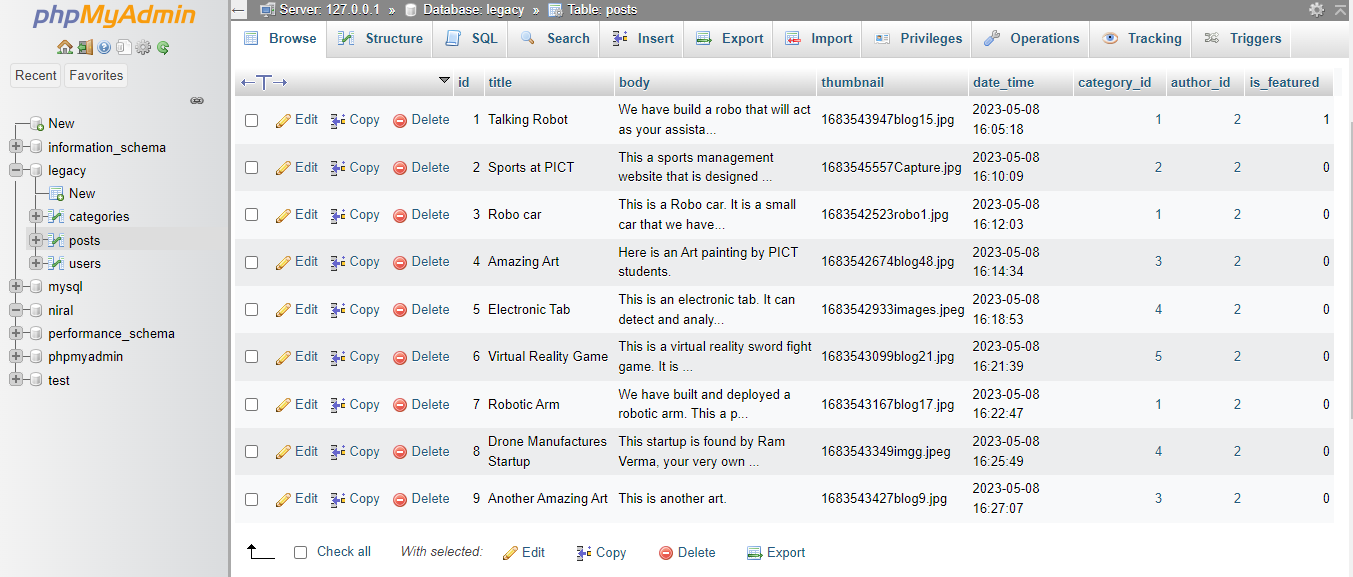 phpMyAdmin
Recent Favorites
New
information_schema
legacy
New
categories
posts
users
mysql
niral
performance_schema
phpmyadmin
test
Server: 127.0.0.1 » Database: legacy » Table: posts
Browse Structure SQL Search Insert Export Import Privileges Operations Tracking Triggers
id title body thumbnail date_time category_id author_id is_featured
Edit Copy Delete 1 Talking Robot We have build a robo that will act 1683543947blog15.jpg 2023-05-08 1 2 1
as your assista... 16:05:18
Edit Copy Delete 2 Sports at PICT This a sports management 1683545557Capture.jpg 2023-05-08 2 2 0
website that is designed ... 16:10:09
Edit Copy Delete 3 Robo car This is a Robo car. It is a small 1683542523robo1.jpg 2023-05-08 1 2 0
car that we have... 16:12:03
Edit Copy Delete 4 Amazing Art Here is an Art painting by PICT 1683542674blog48.jpg 2023-05-08 3 2 0
students. 16:14:34
Edit Copy Delete 5 Electronic Tab This is an electronic tab. It can 1683542933images.jpeg 2023-05-08 4 2 0
detect and analy... 16:18:53
Edit Copy Delete 6 Virtual Reality Game This is a virtual reality sword fight 1683543099blog21.jpg 2023-05-08 5 2 0
game. It is ... 16:21:39
Edit Copy Delete 7 Robotic Arm We have built and deployed a 1683543167blog17.jpg 2023-05-08 1 2 0
robotic arm. This a p... 16:22:47
Edit Copy Delete 8 Drone Manufactures This startup is found by Ram 1683543349imgg.jpeg 2023-05-08 4 2 0
Startup Verma, your very own ... 16:25:49
Edit Copy Delete 9 Another Amazing Art This is another art. 1683543427blog9.jpg 2023-05-08 3 2 0
16:27:07
Check all With selected: Edit Copy Delete Export